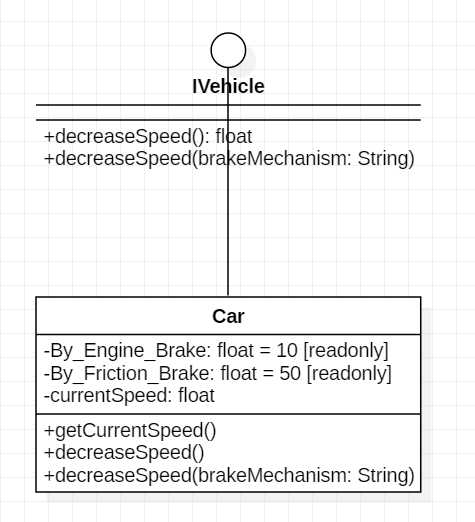 IVehicle
+decreaseSpeed(): float
+decreaseSpeed(brakeMechanism: String)
Car
-By_Engine_Brake: float = 10 [readonly]
-By_Friction_Brake: float = 50 [readonly]
-currentSpeed: float
+getCurrentSpeed()
+decreaseSpeed()
+decreaseSpeed(brakeMechanism: String)